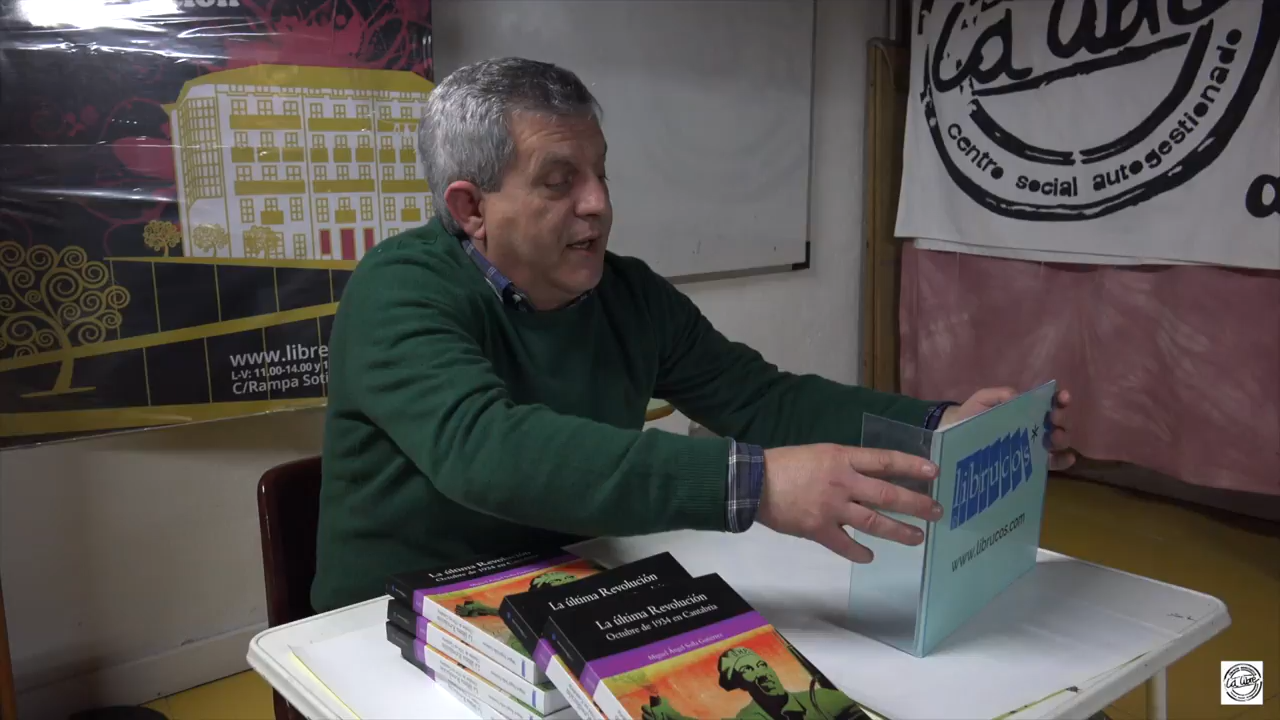 www.libre
L-V: 11.00-14.00 y 1
C/Rampa Soti
La Libre
centro social autogestionado
librucos*
www.librucos.com
La última Revolución
Octubre de 1934 en Cantabria
La última Revolución
La última Revolución
Octubre de 1934 en Cantabria
Miguel Ángel Solla Gutiérrez